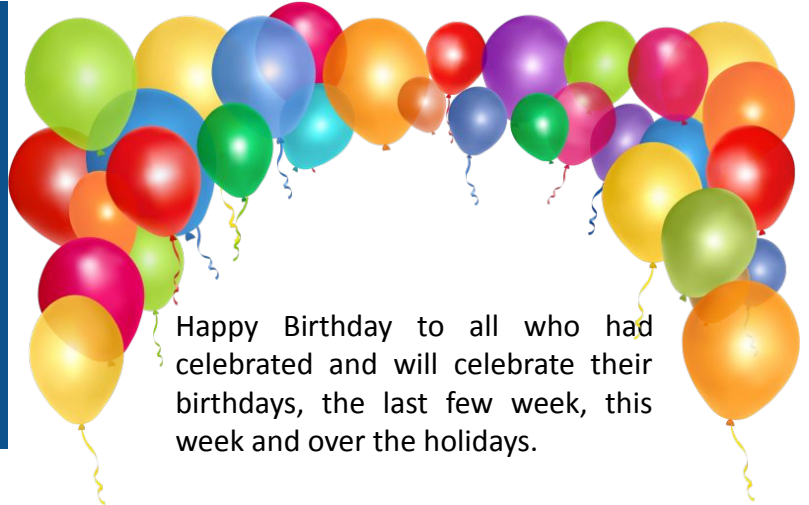 Happy Birthday to all who had
celebrated and will celebrate their
birthdays, the last few week, this
week and over the holidays.